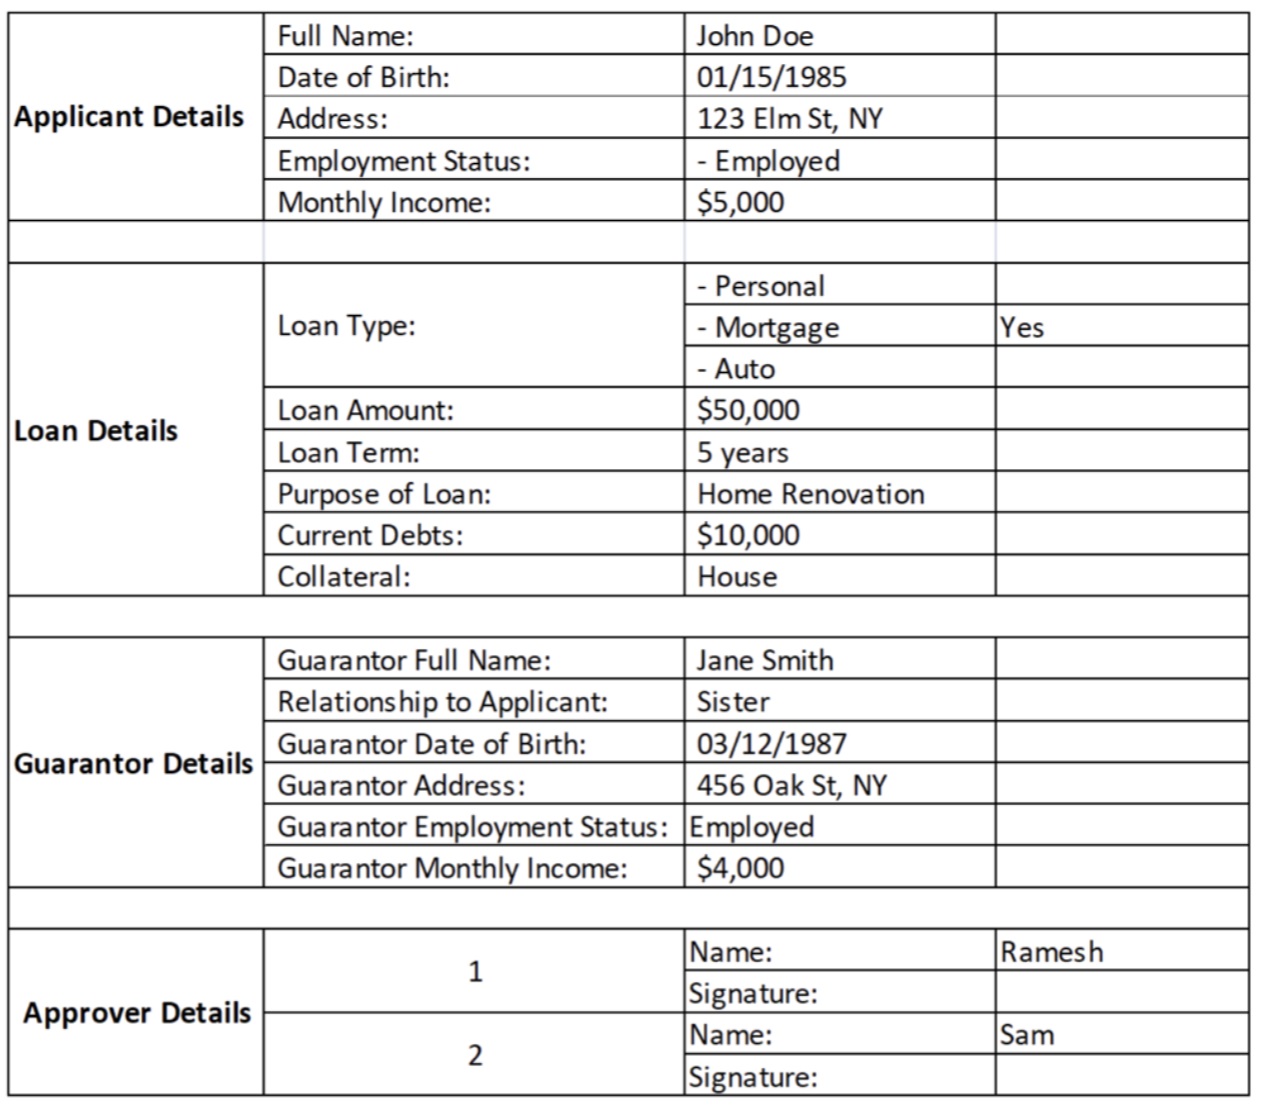 Applicant Details
Full Name: John Doe
Date of Birth: 01/15/1985
Address: 123 Elm St, NY
Employment Status: - Employed
Monthly Income: $5,000
Loan Details
Loan Type:
- Personal
- Mortgage Yes
- Auto
Loan Amount: $50,000
Loan Term: 5 years
Purpose of Loan: Home Renovation
Current Debts: $10,000
Collateral: House
Guarantor Details
Guarantor Full Name: Jane Smith
Relationship to Applicant: Sister
Guarantor Date of Birth: 03/12/1987
Guarantor Address: 456 Oak St, NY
Guarantor Employment Status: Employed
Guarantor Monthly Income: $4,000
Approver Details
1
Name: Ramesh
Signature:
2
Name: Sam
Signature: